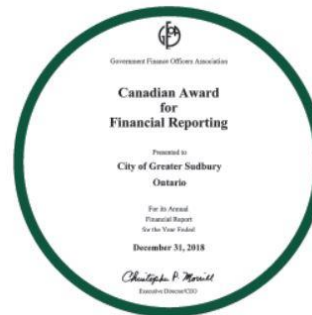 GFOA
Government Finance Officers Association
Canadian Award
for
Financial Reporting
Presented to
City of Greater Sudbury
Ontario
For its Annual
Financial Report
for the Year Ended
December 31, 2018
Christopher P. Morrill
Executive Director/CEO